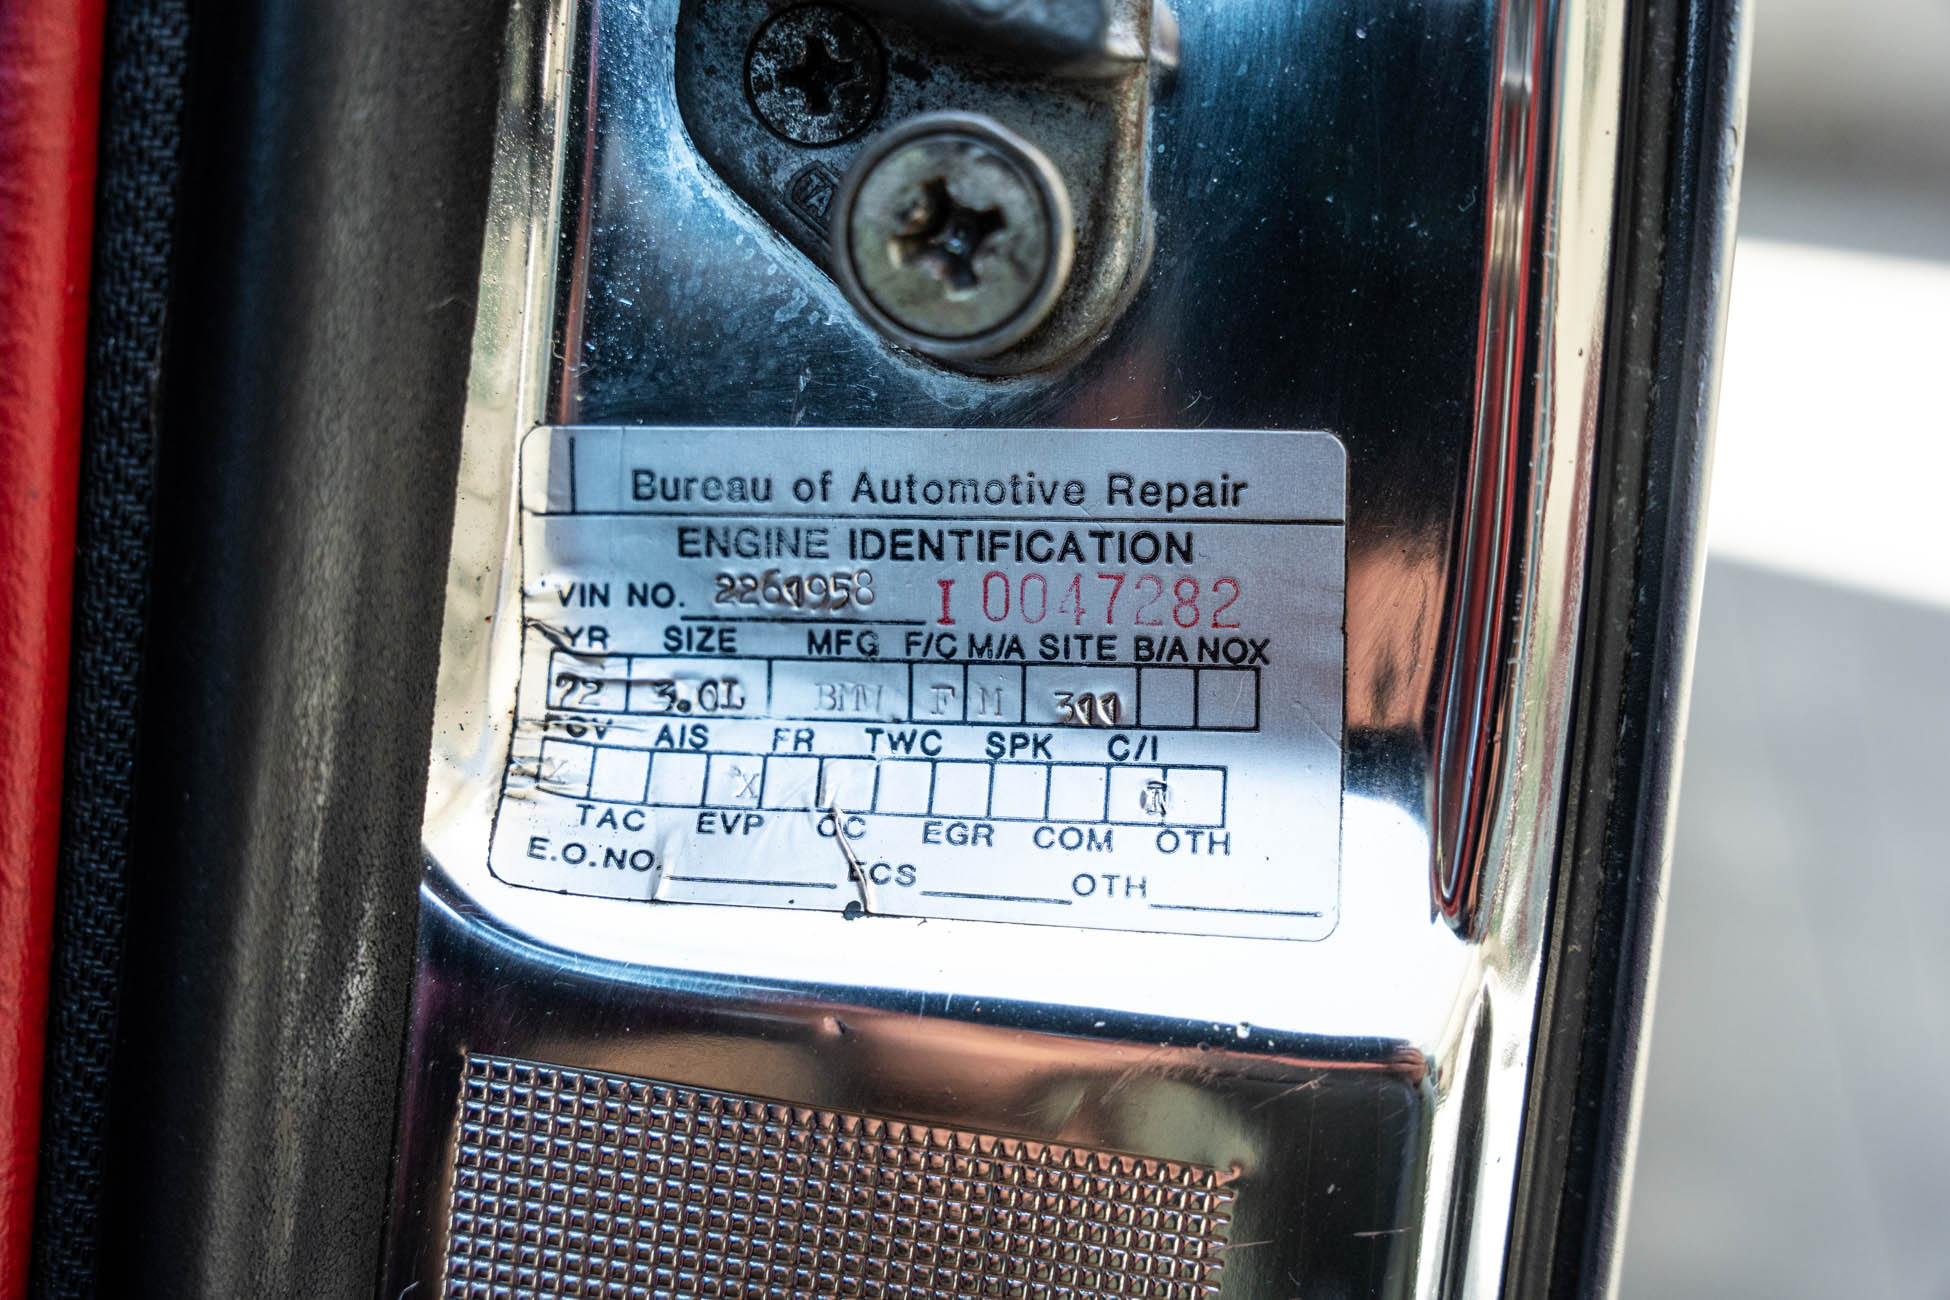 Bureau of Automotive Repair
ENGINE IDENTIFICATION
VIN NO. 2261958 I 0047282
YR SIZE MFG F/C M/A SITE B/A NOX
72 3.0L BMW F M 311
AIS FR TWC SPK C/I
X X N
TAC EVP OC EGR COM OTH
E.O.NO. ECS OTH